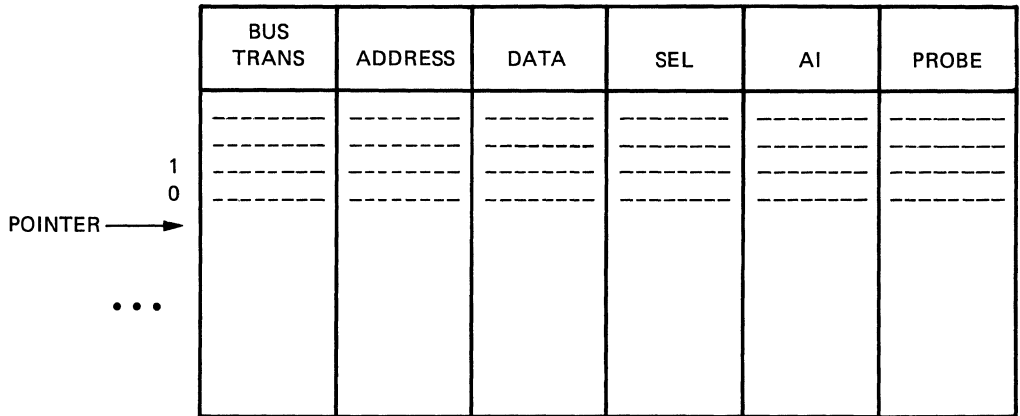 BUS
TRANS ADDRESS DATA SEL AI PROBE
1
0
POINTER